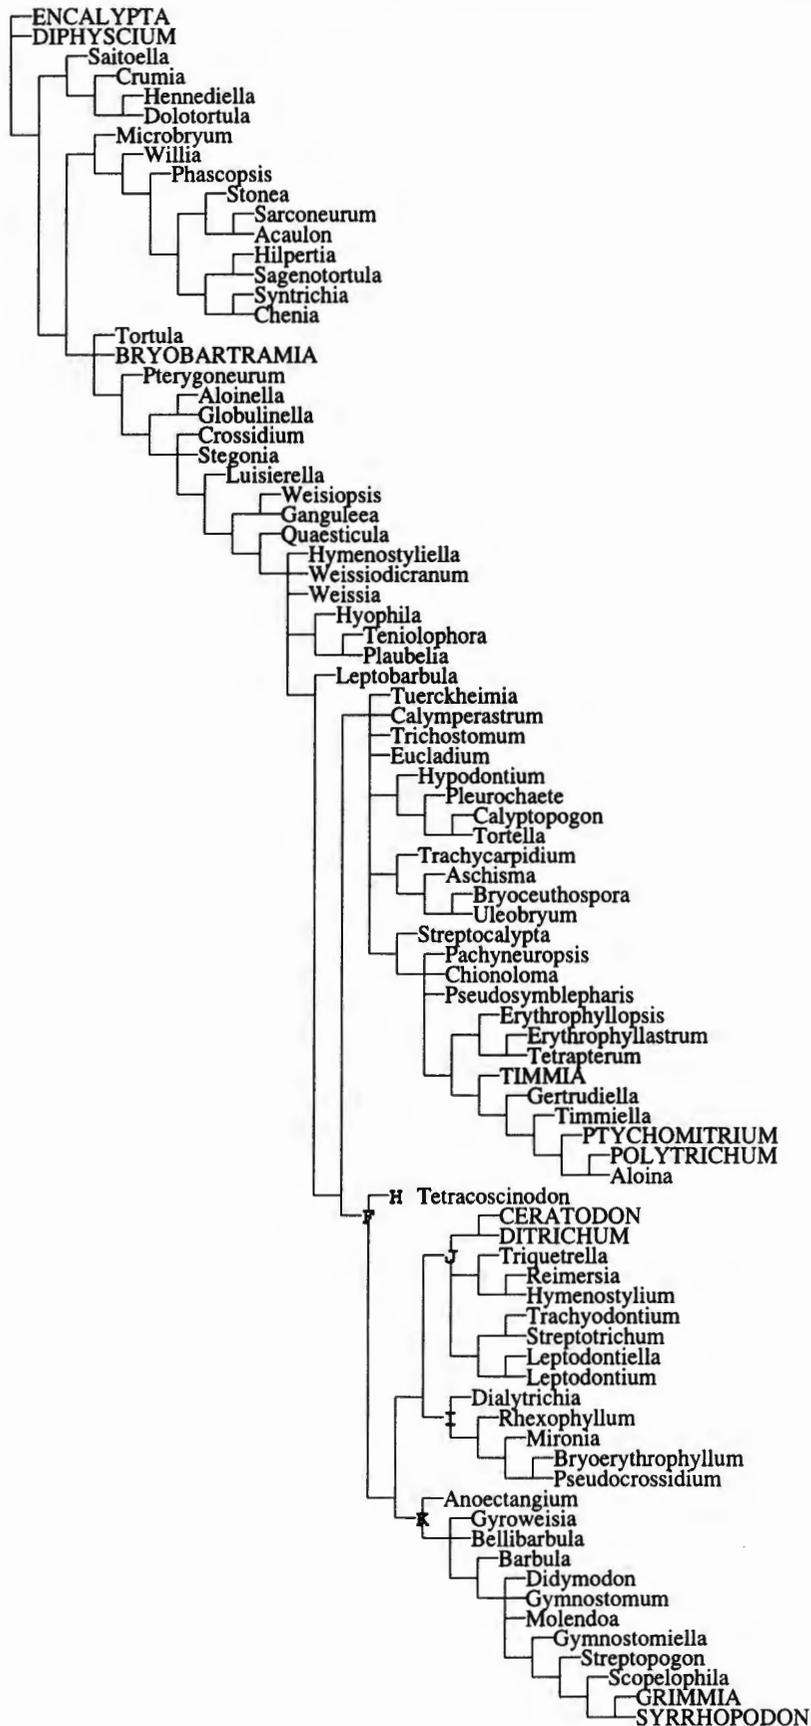 ENCALYPTA
DIPHYSCIUM
Saitoella
Crumia
Hennediella
Dolotortula
Microbryum
Willia
Phascopsis
Stonea
Sarconeurum
Acaulon
Hilpertia
Sagenotortula
Syntrichia
Chenia
Tortula
BRYOBARTRAMIA
Pterygoneurum
Aloinella
Globulinella
Crossidium
Stegonia
Luisierella
Weisiopsis
Ganguleea
Quaesticula
Hymenostyliella
Weissiodicranum
Weissia
Hyophila
Teniolophora
Plaubelia
Leptobarbula
Tuerckheimia
Calymperastrum
Trichostomum
Eucladium
Hypodontium
Pleurochaete
Calyptopogon
Tortella
Trachycarpidium
Aschisma
Bryoceuthospora
Uleobryum
Streptocalypta
Pachyneuropsis
Chionoloma
Pseudosymblepharis
Erythrophyllopsis
Erythrophyllastrum
Tetrapterum
TIMMIA
Gertrudiella
Timmiella
PTYCHOMITRIUM
POLYTRICHUM
Aloina
H Tetracoscinodon
F CERATODON
DITRICHUM
J Triquetrella
Reimersia
Hymenostylium
Trachyodontium
Streptotrichum
Leptodontiella
Leptodontium
Dialytrichia
I Rhexophyllum
Mironia
Bryoerythrophyllum
Pseudocrossidium
Anoectangium
K Gyroweisia
Bellibarbula
Barbula
Didymodon
Gymnostomum
Molendoa
Gymnostomiella
Streptopogon
Scopelophila
GRIMMIA
SYRRHOPODON